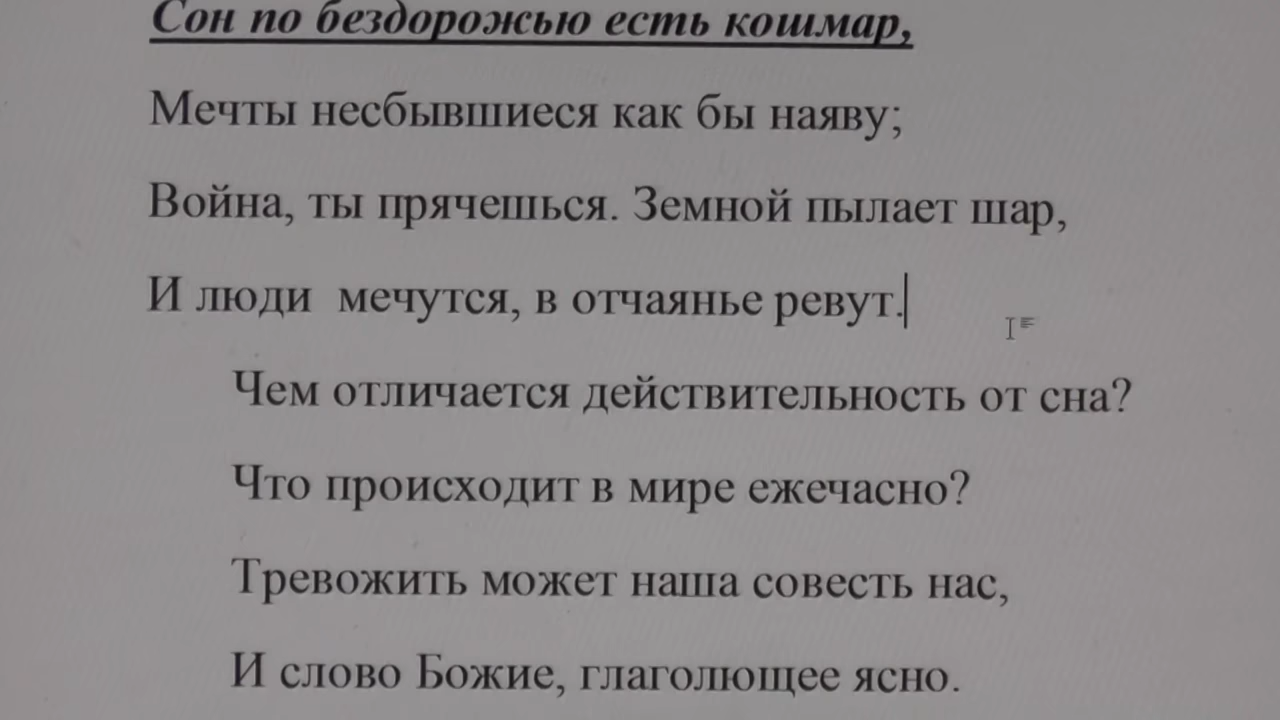 Сон по бездорожью есть кошмар,
Мечты несбывшиеся как бы наяву;
Война, ты прячешься. Земной пылает шар,
И люди  мечутся, в отчаянье ревут.
Чем отличается действительность от сна?
Что происходит в мире ежечасно?
Тревожить может наша совесть нас,
И слово Божие, глаголющее ясно.